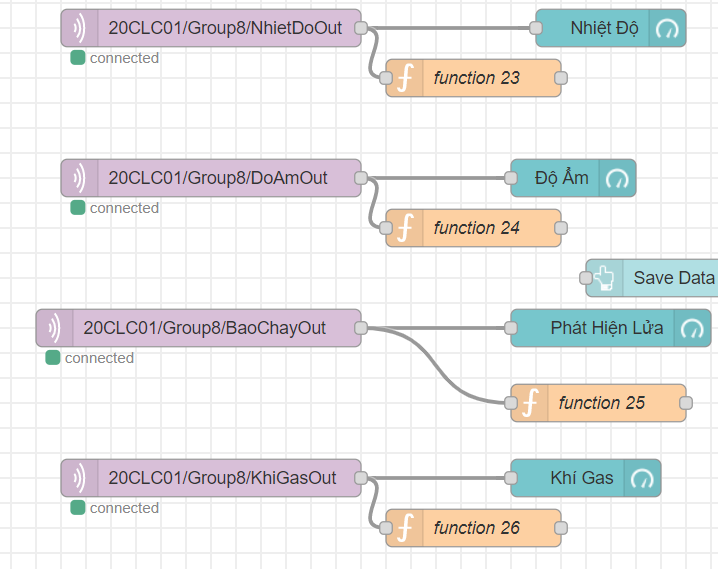 20CLC01/Group8/NhietDoOut
Nhiệt Độ
connected
function 23
20CLC01/Group8/DoAmOut
Độ Ẩm
connected
function 24
Save Data
20CLC01/Group8/BaoChayOut
Phát Hiện Lửa
connected
function 25
20CLC01/Group8/KhiGasOut
Khí Gas
connected
function 26